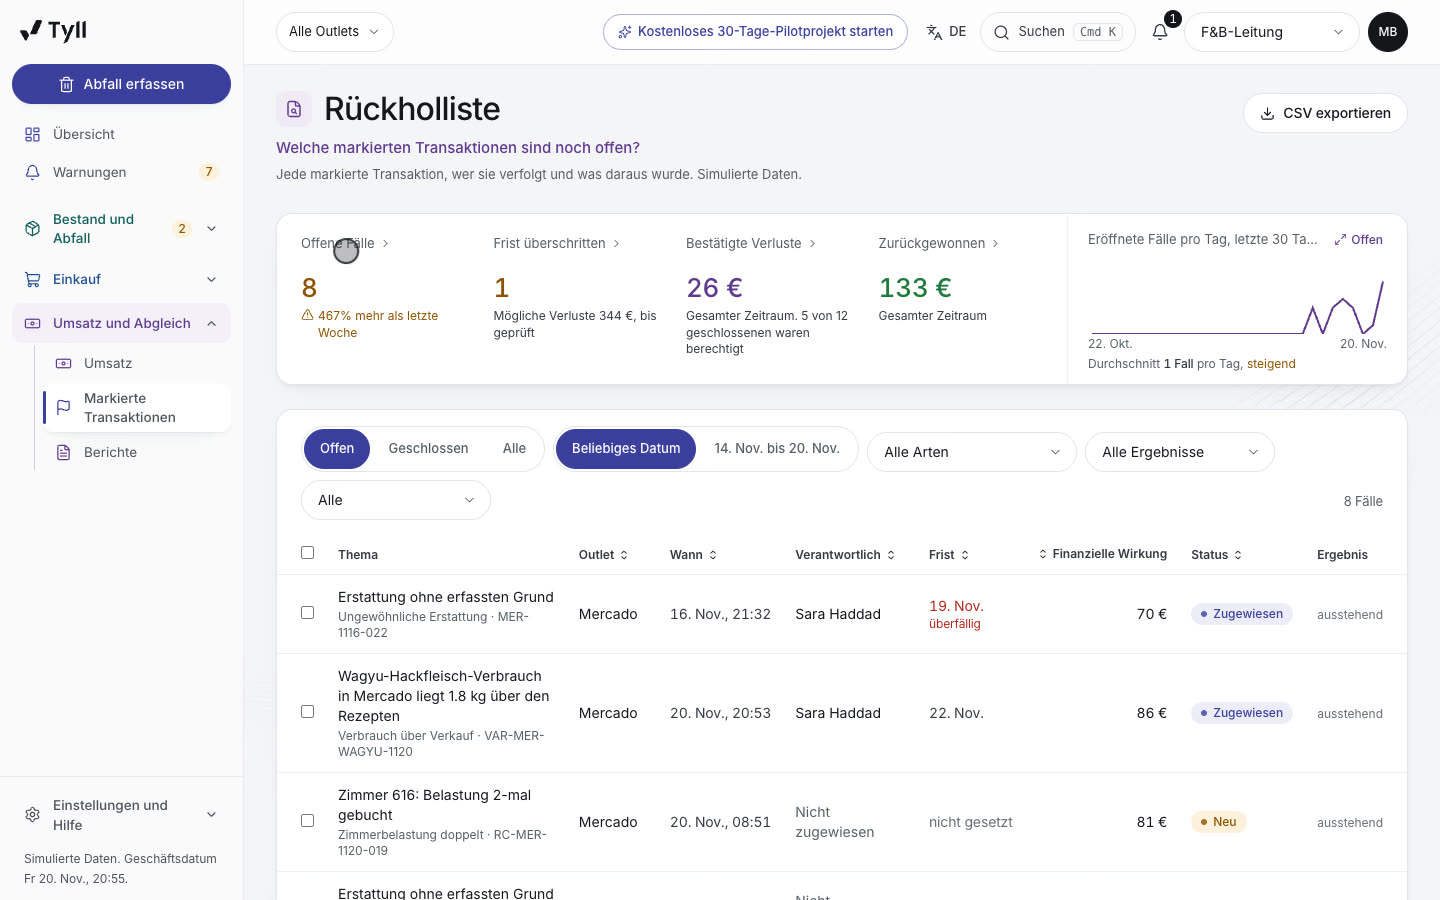 Tyll
Alle Outlets
Kostenloses 30-Tage-Pilotprojekt starten
DE
Suchen
Cmd K
1
F&B-Leitung
MB
Abfall erfassen
Übersicht
Warnungen
7
Bestand und
Abfall
2
Einkauf
Umsatz und Abgleich
Umsatz
Markierte
Transaktionen
Berichte
Einstellungen und
Hilfe
Simulierte Daten. Geschäftsdatum
Fr 20. Nov., 20:55.
Rückholliste
CSV exportieren
Welche markierten Transaktionen sind noch offen?
Jede markierte Transaktion, wer sie verfolgt und was daraus wurde. Simulierte Daten.
Offene Fälle
8
467% mehr als letzte
Woche
Frist überschritten
1
Mögliche Verluste 344 €, bis
geprüft
Bestätigte Verluste
26 €
Gesamter Zeitraum. 5 von 12
geschlossenen waren
berechtigt
Zurückgewonnen
133 €
Gesamter Zeitraum
Eröffnete Fälle pro Tag, letzte 30 Ta...
Offen
22. Okt.
20. Nov.
Durchschnitt 1 Fall pro Tag, steigend
Offen
Geschlossen
Alle
Beliebiges Datum
14. Nov. bis 20. Nov.
Alle Arten
Alle Ergebnisse
Alle
8 Fälle
Thema
Outlet
Wann
Verantwortlich
Frist
Finanzielle Wirkung
Status
Ergebnis
Erstattung ohne erfassten Grund
Ungewöhnliche Erstattung · MER-
1116-022
Mercado
16. Nov., 21:32
Sara Haddad
19. Nov.
überfällig
70 €
Zugewiesen
ausstehend
Wagyu-Hackfleisch-Verbrauch
in Mercado liegt 1.8 kg über den
Rezepten
Verbrauch über Verkauf · VAR-MER-
WAGYU-1120
Mercado
20. Nov., 20:53
Sara Haddad
22. Nov.
86 €
Zugewiesen
ausstehend
Zimmer 616: Belastung 2-mal
gebucht
Zimmerbelastung doppelt · RC-MER-
1120-019
Mercado
20. Nov., 08:51
Nicht
zugewiesen
nicht gesetzt
81 €
Neu
ausstehend
Erstattung ohne erfassten Grund
Nicht